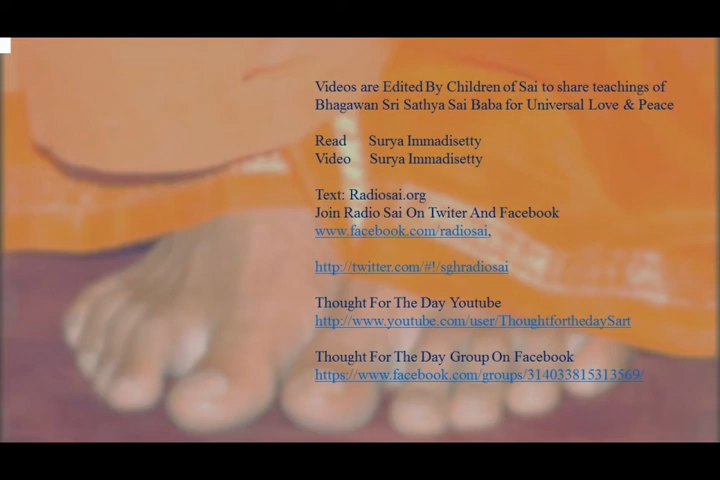 Videos are Edited By Children of Sai to share teachings of
Bhagawan Sri Sathya Sai Baba for Universal Love & Peace
Read Surya Immadisetty
Video Surya Immadisetty
Text: Radiosai.org
Join Radio Sai On Twiter And Facebook
www.facebook.com/radiosai,
http://twitter.com/#!/sghradiosai
Thought For The Day Youtube
http://www.youtube.com/user/ThoughtforthedaySart
Thought For The Day Group On Facebook
https://www.facebook.com/groups/314033815313569/